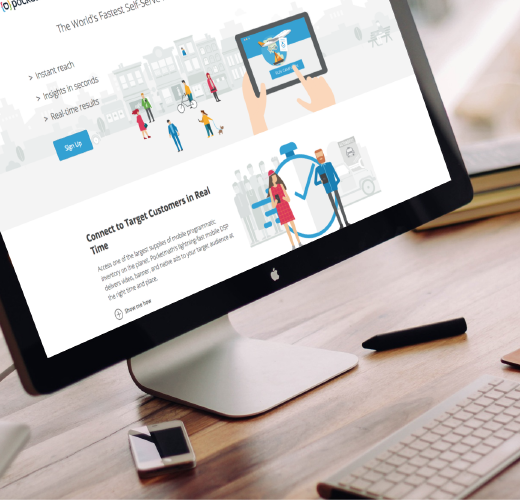 The World's Fastest Self-Serve
> Instant reach
> Insights in seconds
> Real-time results
Sign Up
Connect to Target Customers in Real
Time
Access one of the largest supplies of mobile programmatic
inventory on the planet. Pocketmath's lightning-fast mobile DSP
delivers video, banner, and native ads to your target audience at
the right time and place.
Show me how